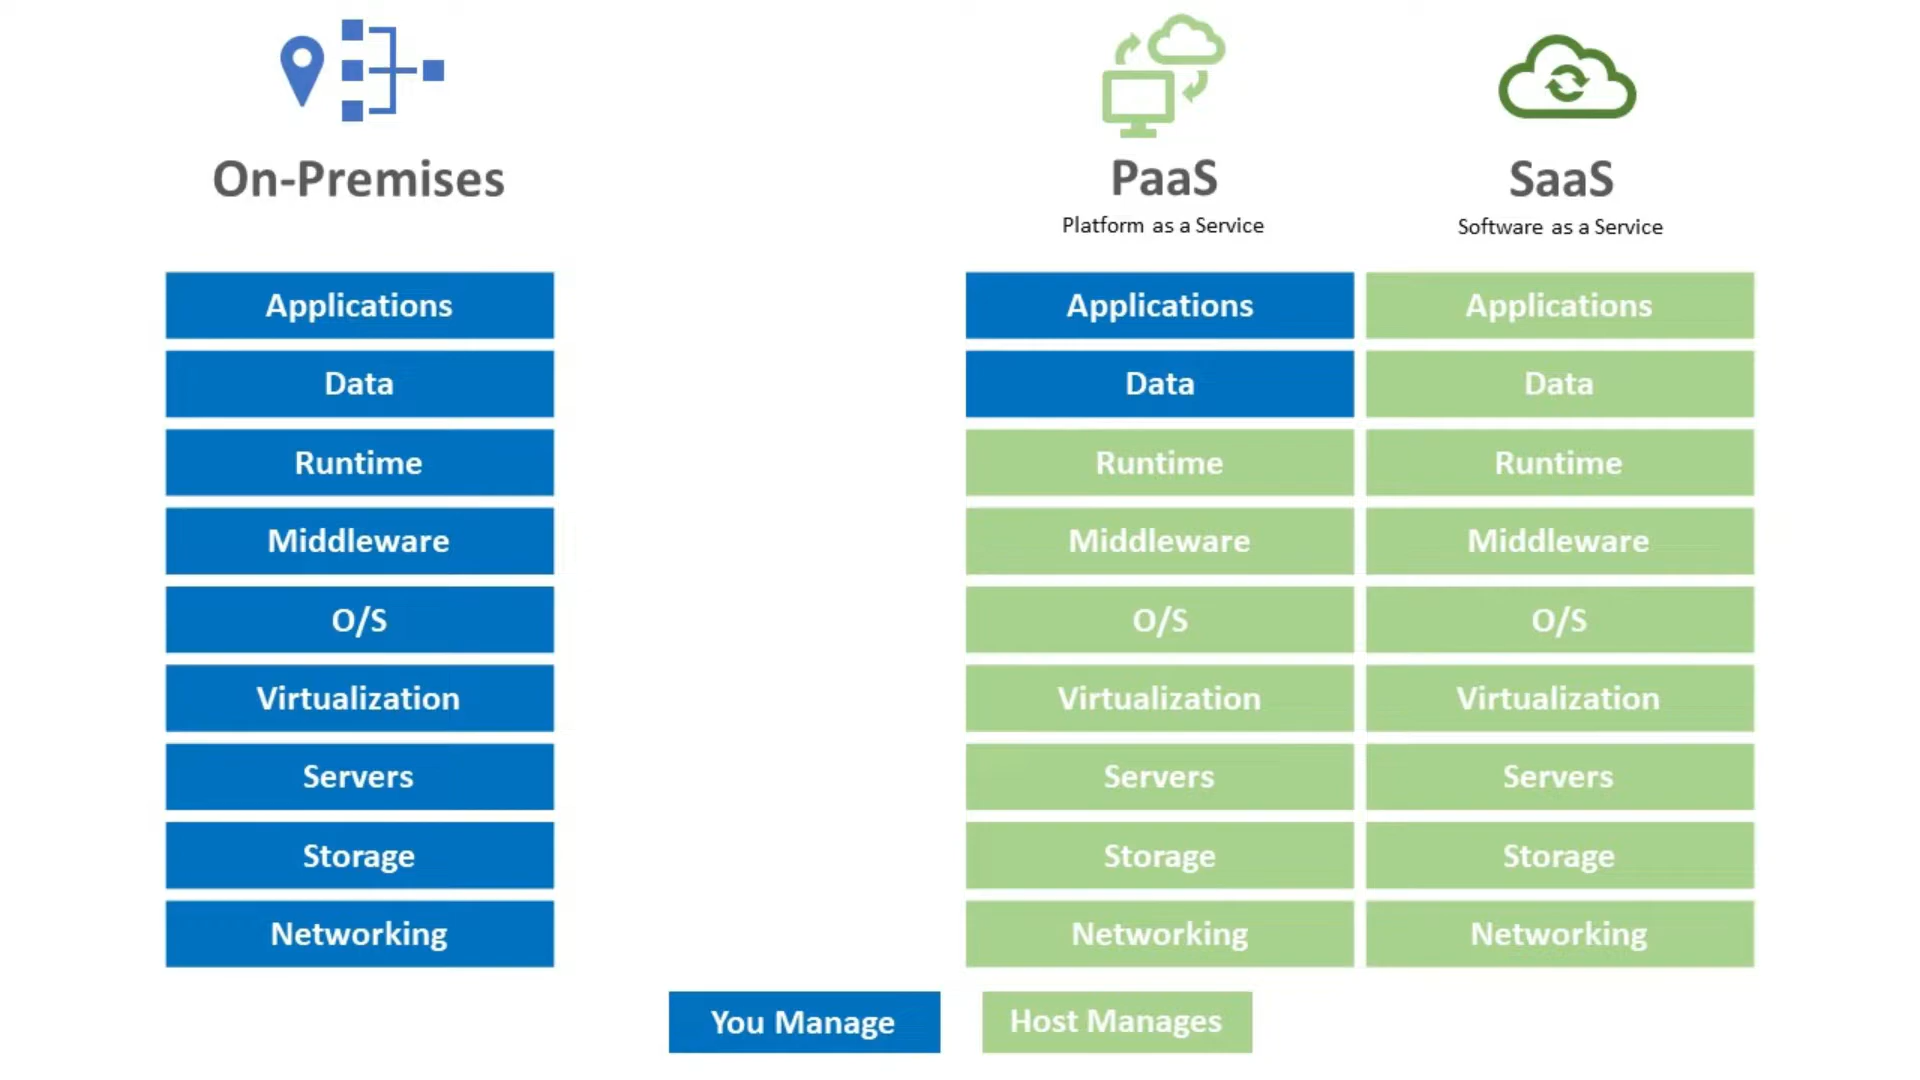 On-Premises
Applications
Data
Runtime
Middleware
O/S
Virtualization
Servers
Storage
Networking
PaaS
Platform as a Service
Applications
Data
Runtime
Middleware
O/S
Virtualization
Servers
Storage
Networking
SaaS
Software as a Service
Applications
Data
Runtime
Middleware
O/S
Virtualization
Servers
Storage
Networking
You Manage
Host Manages